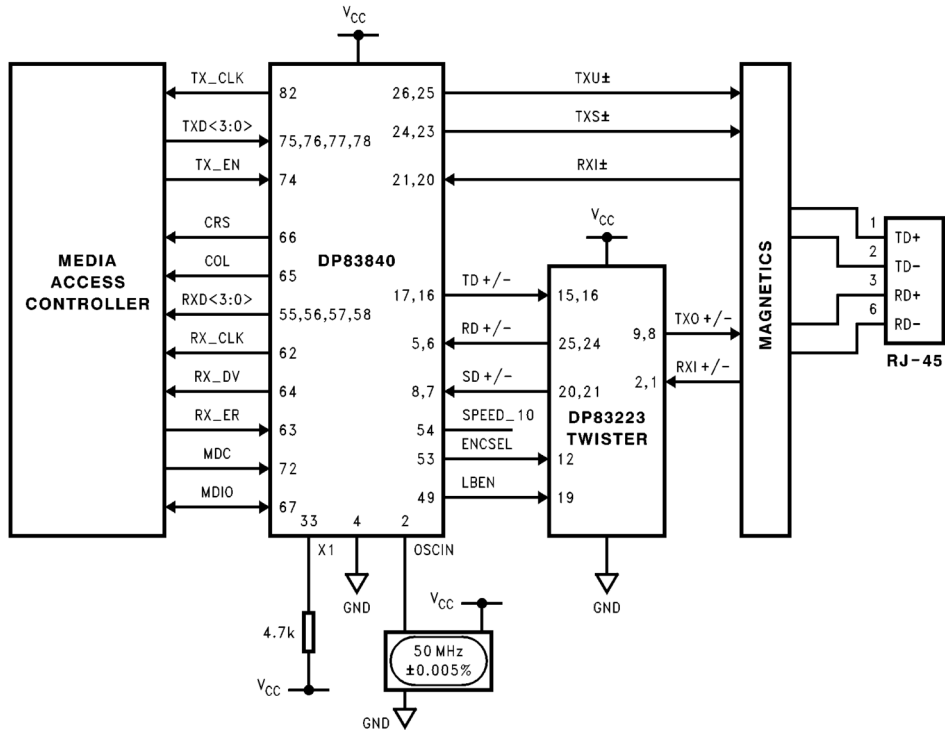 VCC
TX_CLK
82
26,25
TXU±
TXD<3:0>
75,76,77,78
24,23
TXS±
TX_EN
74
21,20
RXI±
CRS
66
COL
65
RXD<3:0>
55,56,57,58
RX_CLK
62
RX_DV
64
RX_ER
63
MDC
72
MDIO
67
MEDIA
ACCESS
CONTROLLER
DP83840
17,16
TD +/-
15,16
5,6
RD +/-
25,24
8,7
SD +/-
20,21
54
SPEED_10
53
ENCSEL
12
49
LBEN
19
VCC
9,8
TXO +/-
2,1
RXI +/-
DP83223
TWISTER
GND
MAGNETICS
1
TD+
2
TD-
3
RD+
6
RD-
RJ-45
33
4
2
X1
OSCIN
GND
4.7k
VCC
VCC
50 MHz
±0.005%
GND